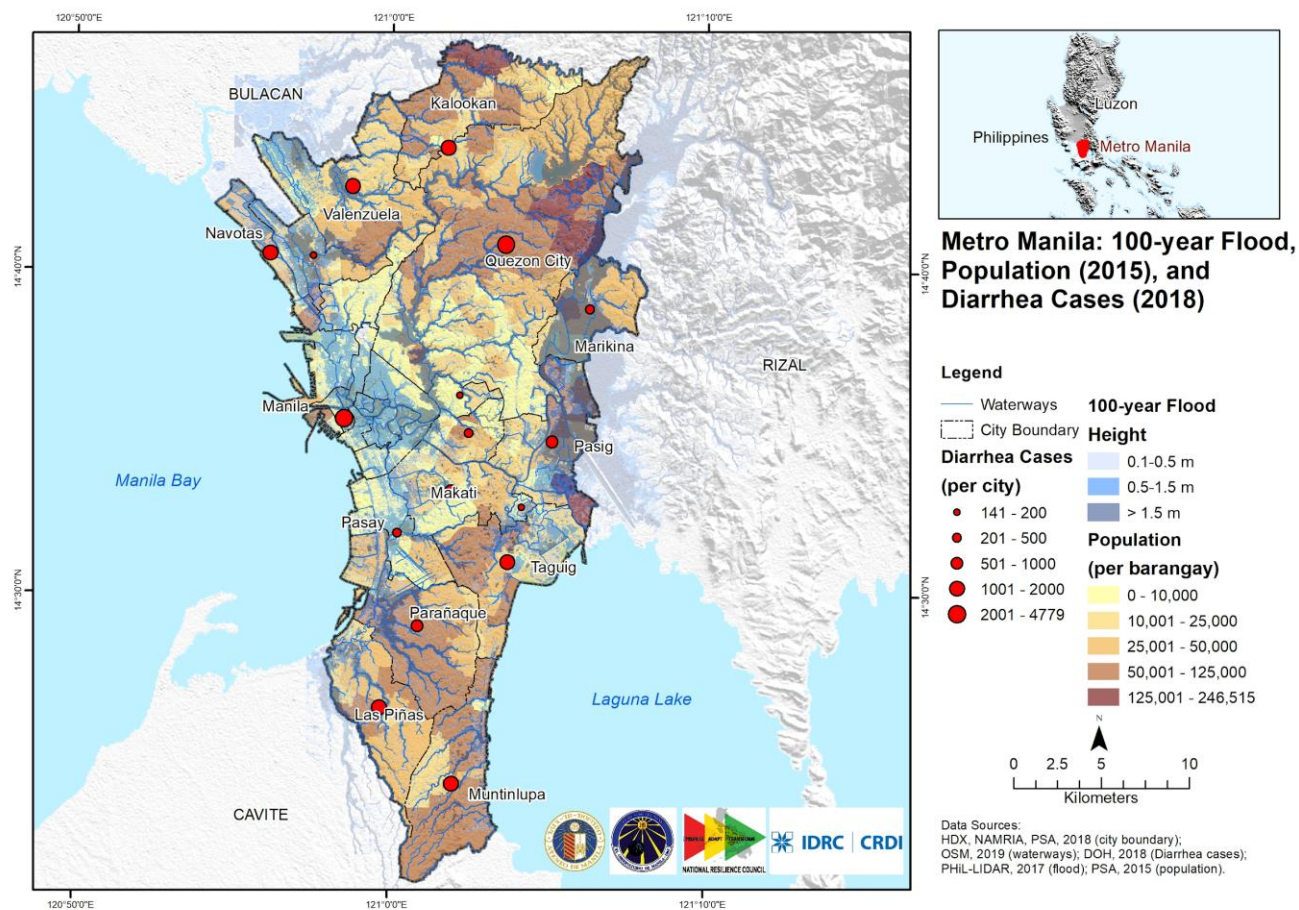 120°50'0"E
121°0'0"E
121°10'0"E
14°40'0"N
14°30'0"N
14°40'0"N
14°30'0"N
120°50'0"E
121°0'0"E
121°10'0"E
BULACAN
Kalookan
Valenzuela
Navotas
Quezon City
Marikina
RIZAL
Manila
Pasig
Manila Bay
Makati
Pasay
Taguig
Parañaque
Laguna Lake
Las Piñas
Muntinlupa
CAVITE
NATIONAL RESILIENCE COUNCIL
IDRC | CRDI
Luzon
Philippines
Metro Manila
Metro Manila: 100-year Flood,
Population (2015), and
Diarrhea Cases (2018)
Legend
Waterways
City Boundary
Diarrhea Cases
(per city)
141 - 200
201 - 500
501 - 1000
1001 - 2000
2001 - 4779
100-year Flood
Height
0.1-0.5 m
0.5-1.5 m
> 1.5 m
Population
(per barangay)
0 - 10,000
10,001 - 25,000
25,001 - 50,000
50,001 - 125,000
125,001 - 246,515
N
0 2.5 5 10
Kilometers
Data Sources:
HDX, NAMRIA, PSA, 2018 (city boundary);
OSM, 2019 (waterways); DOH, 2018 (Diarrhea cases);
PHiL-LIDAR, 2017 (flood); PSA, 2015 (population).